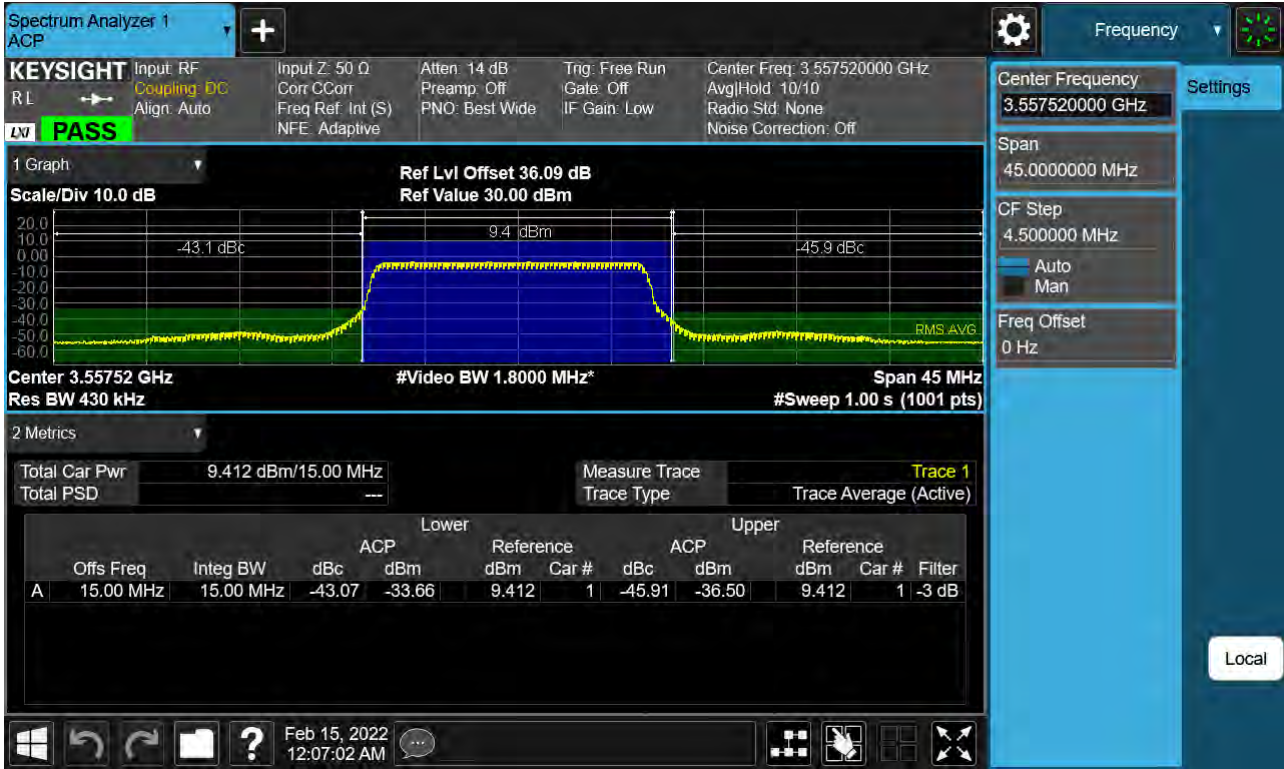 Spectrum Analyzer 1
ACP
+
Frequency
KEYSIGHT
R L
LXI PASS
Input: RF
Coupling: DC
Align: Auto
Input Z: 50 Ω
Corr CCorr
Freq Ref: Int (S)
NFE: Adaptive
Atten: 14 dB
Preamp: Off
PNO: Best Wide
Trig: Free Run
Gate: Off
IF Gain: Low
Center Freq: 3.557520000 GHz
Avg|Hold: 10/10
Radio Std: None
Noise Correction: Off
Center Frequency
3.557520000 GHz
Settings
Span
45.0000000 MHz
CF Step
4.500000 MHz
Auto
Man
Freq Offset
0 Hz
1 Graph
Scale/Div 10.0 dB
Ref Lvl Offset 36.09 dB
Ref Value 30.00 dBm
20.0
10.0
0.00
-10.0
-20.0
-30.0
-40.0
-50.0
-60.0
-43.1 dBc
9.4 dBm
-45.9 dBc
RMS AVG
Center 3.55752 GHz #Video BW 1.8000 MHz* Span 45 MHz
Res BW 430 kHz #Sweep 1.00 s (1001 pts)
2 Metrics
Total Car Pwr 9.412 dBm/15.00 MHz Measure Trace Trace 1
Total PSD --- Trace Type Trace Average (Active)
Lower Upper
ACP Reference ACP Reference
Offs Freq Integ BW dBc dBm dBm Car # dBc dBm dBm Car # Filter
A 15.00 MHz 15.00 MHz -43.07 -33.66 9.412 1 -45.91 -36.50 9.412 1 -3 dB
Local
?
Feb 15, 2022
12:07:02 AM